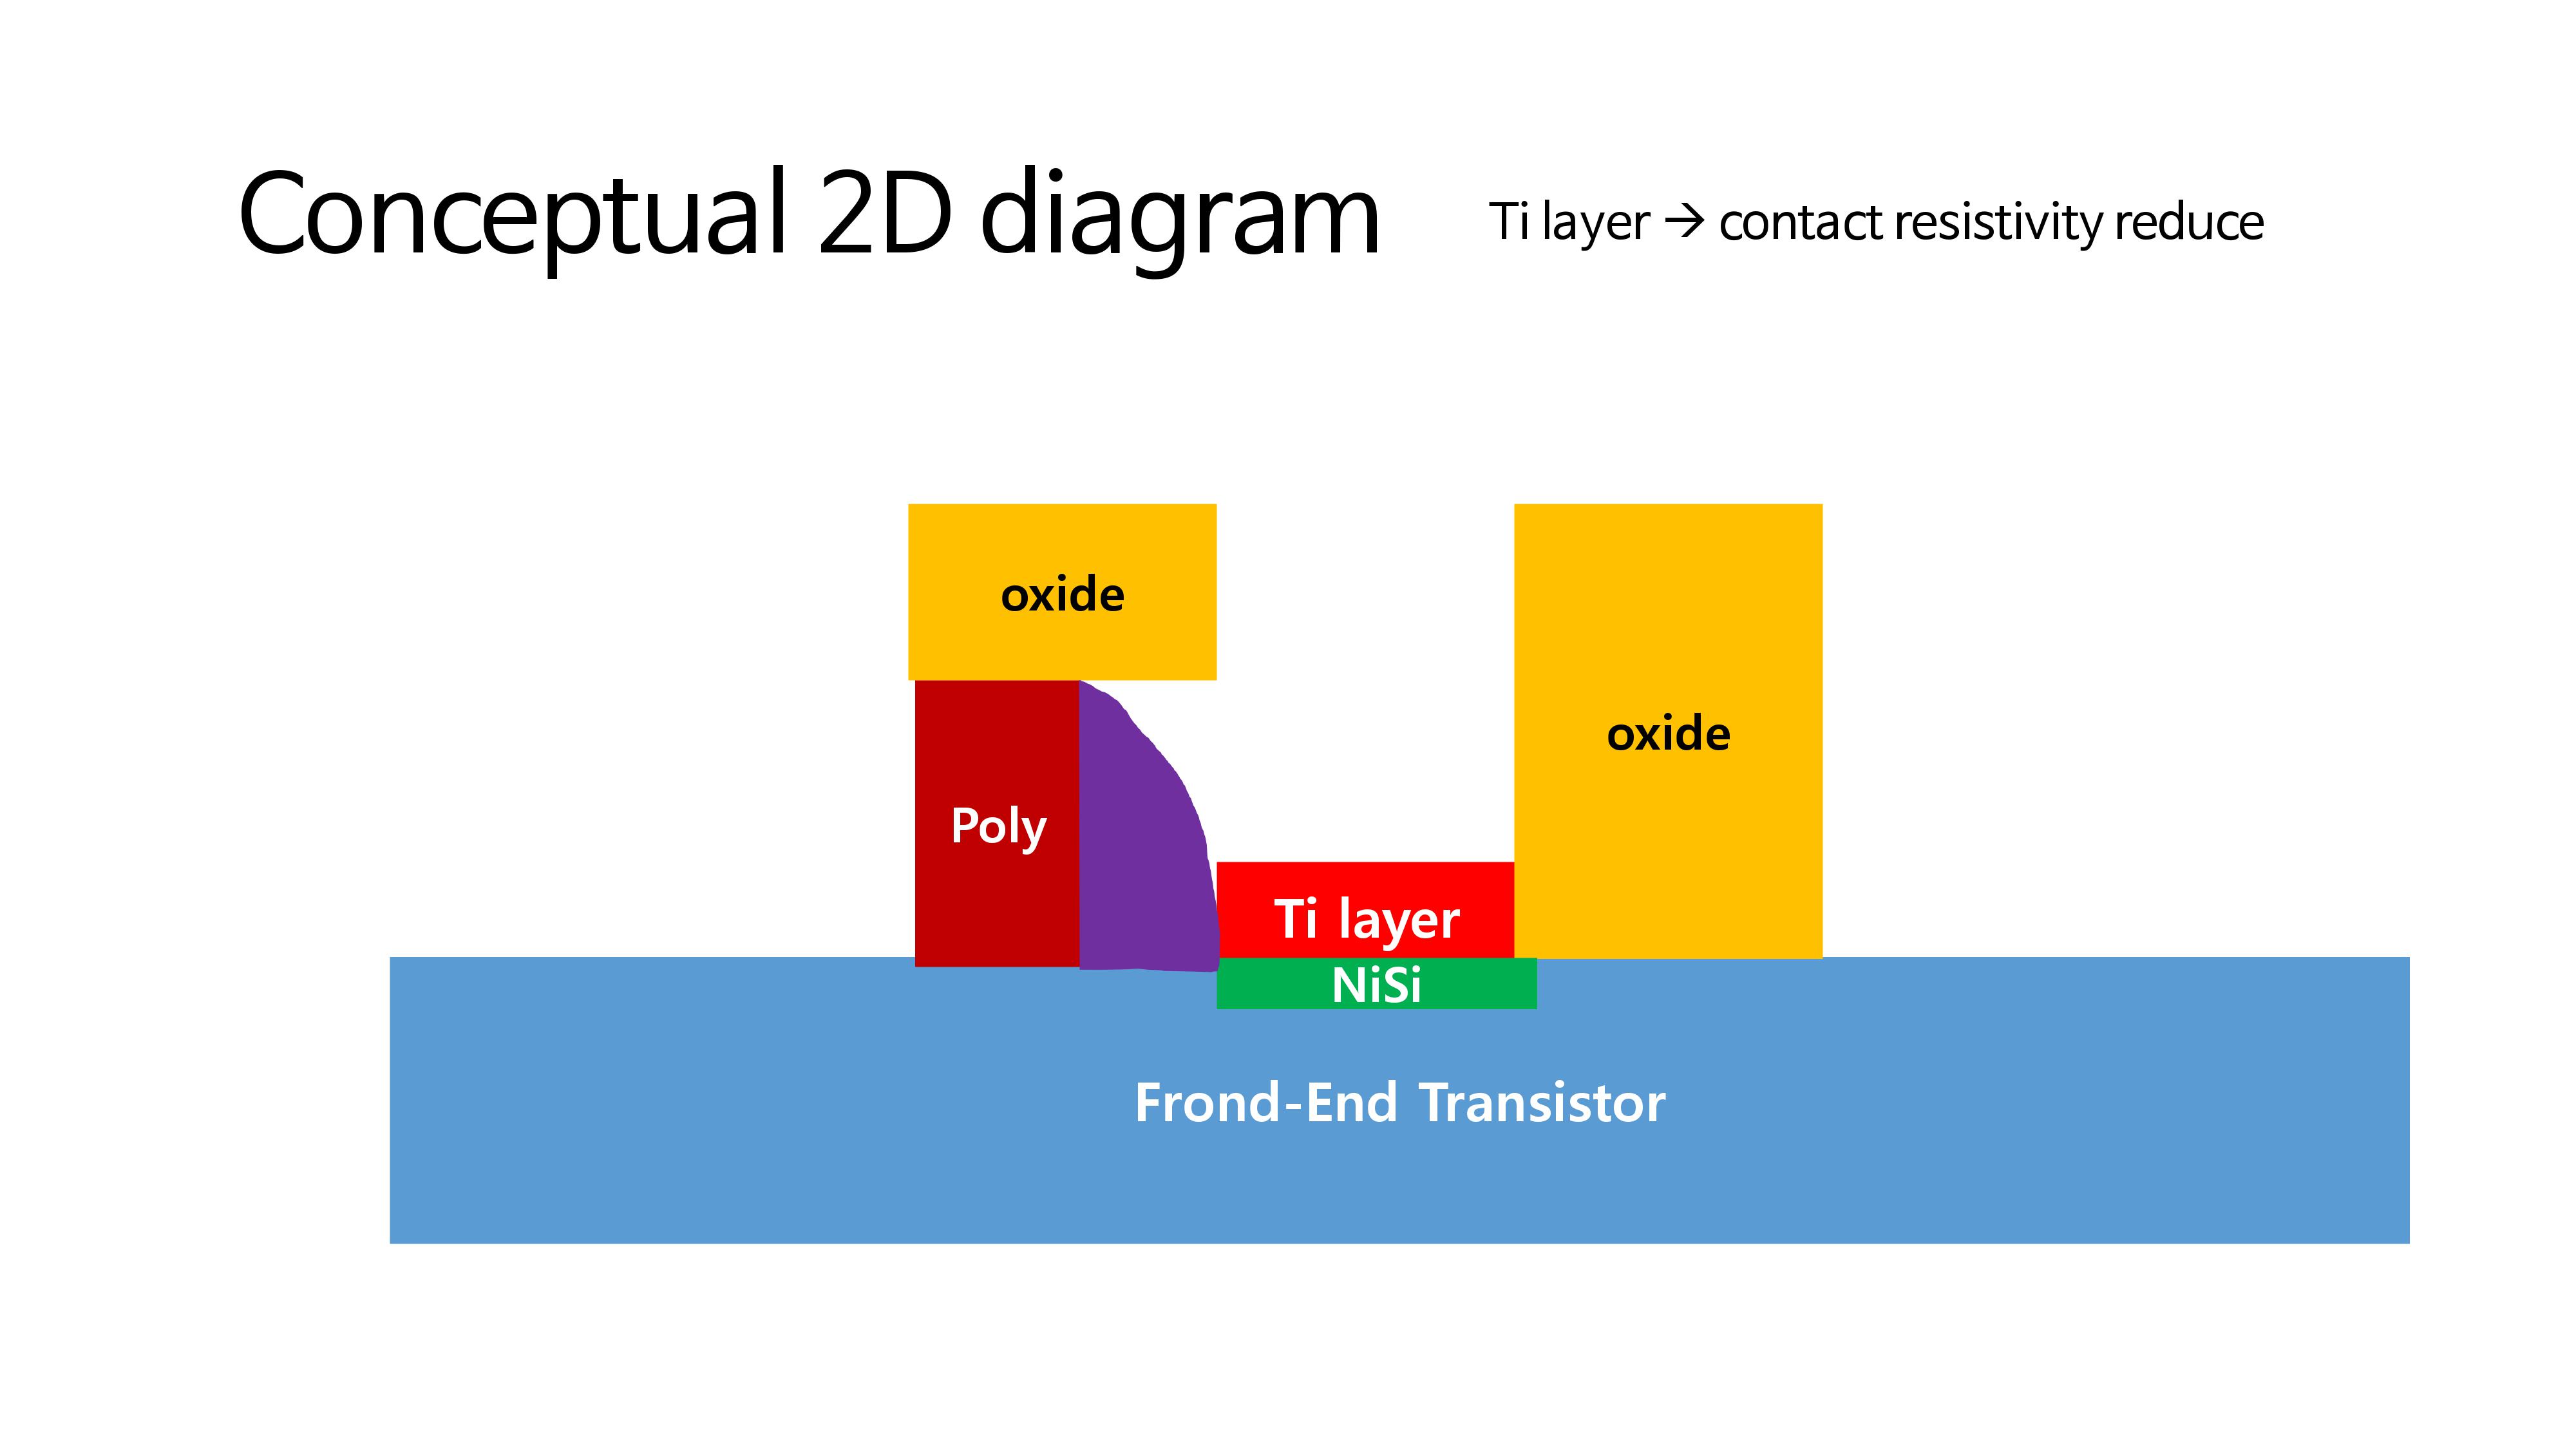 Conceptual 2D diagram
Ti layer → contact resistivity reduce
oxide
oxide
Poly
Ti layer
NiSi
Frond-End Transistor